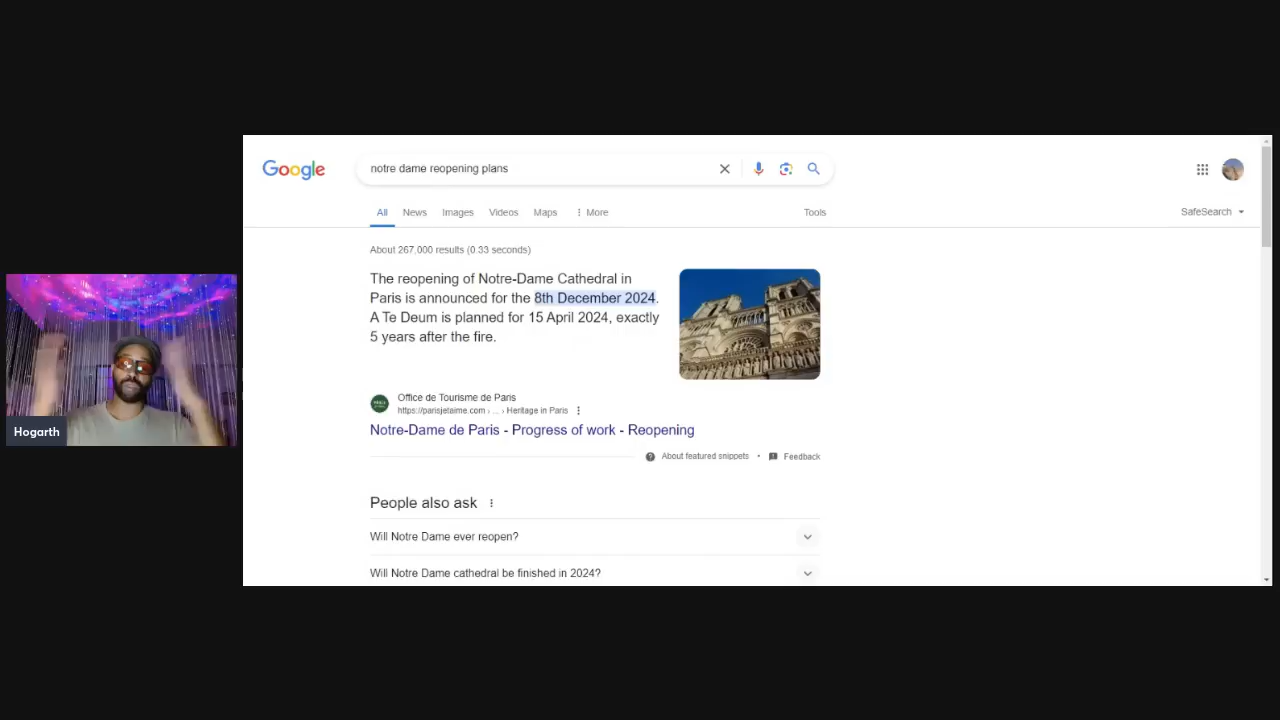 Google
notre dame reopening plans
All News Images Videos Maps More Tools
SafeSearch
About 267,000 results (0.33 seconds)
The reopening of Notre-Dame Cathedral in
Paris is announced for the 8th December 2024.
A Te Deum is planned for 15 April 2024, exactly
5 years after the fire.
Office de Tourisme de Paris
https://parisjetaime.com › ... › Heritage in Paris
Notre-Dame de Paris - Progress of work - Reopening
About featured snippets • Feedback
Hogarth
People also ask
Will Notre Dame ever reopen?
Will Notre Dame cathedral be finished in 2024?